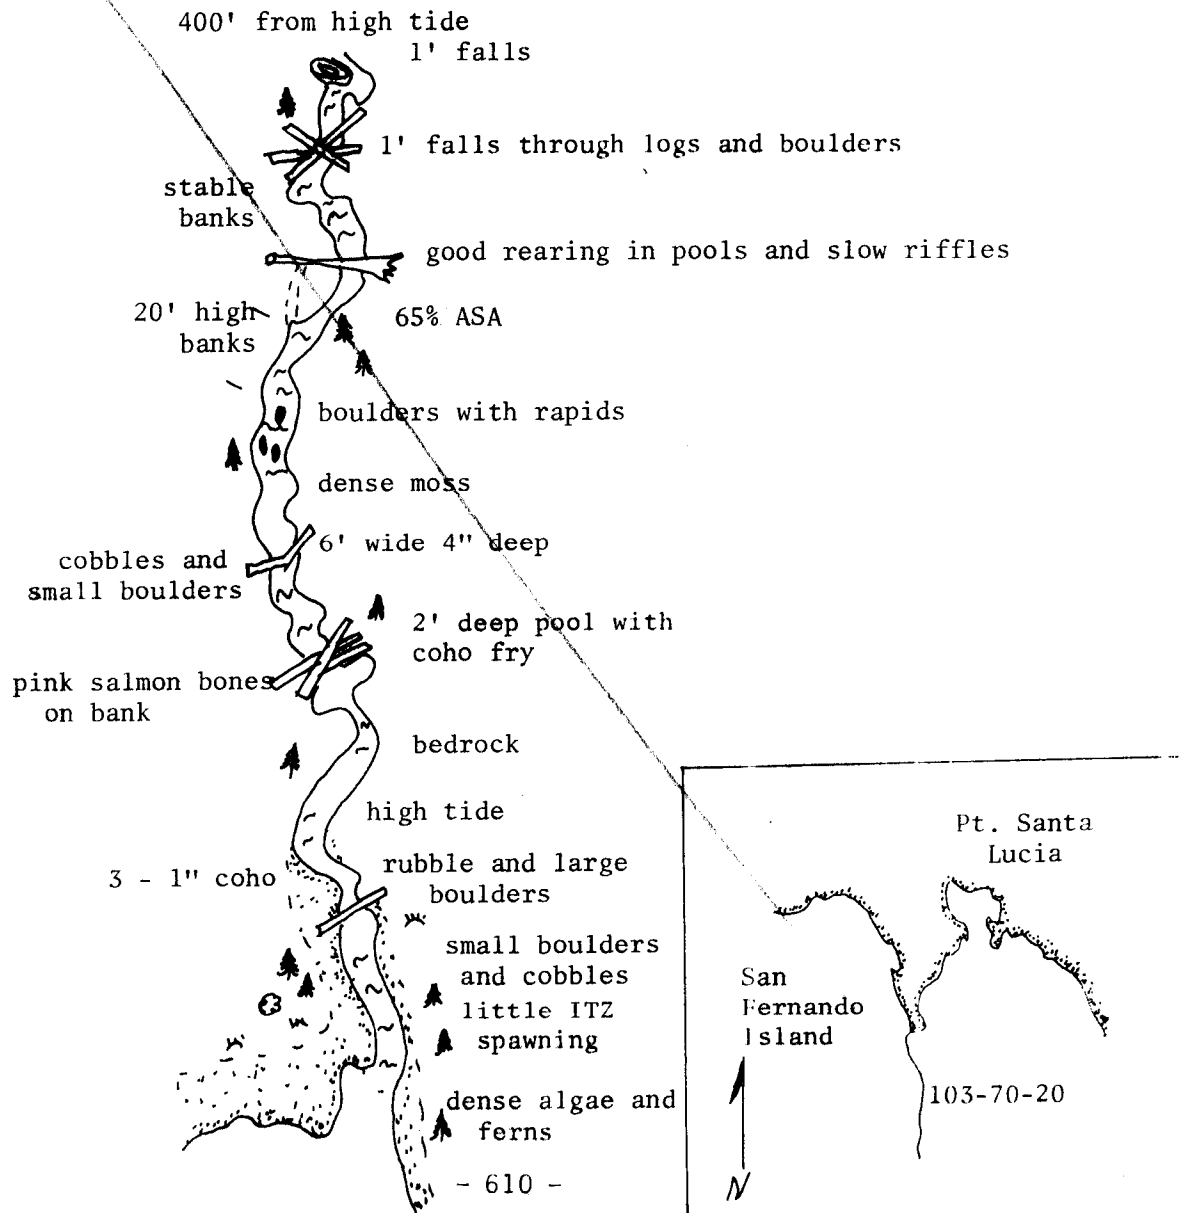 400' from high tide
1' falls
1' falls through logs and boulders
stable
banks
good rearing in pools and slow riffles
20' high
banks
65% ASA
boulders with rapids
dense moss
6' wide 4" deep
cobbles and
small boulders
2' deep pool with
coho fry
pink salmon bones
on bank
bedrock
high tide
3 - 1" coho
rubble and large
boulders
small boulders
and cobbles
little ITZ
spawning
dense algae and
ferns
- 610 -
Pt. Santa
Lucia
San
Fernando
Island
103-70-20
N